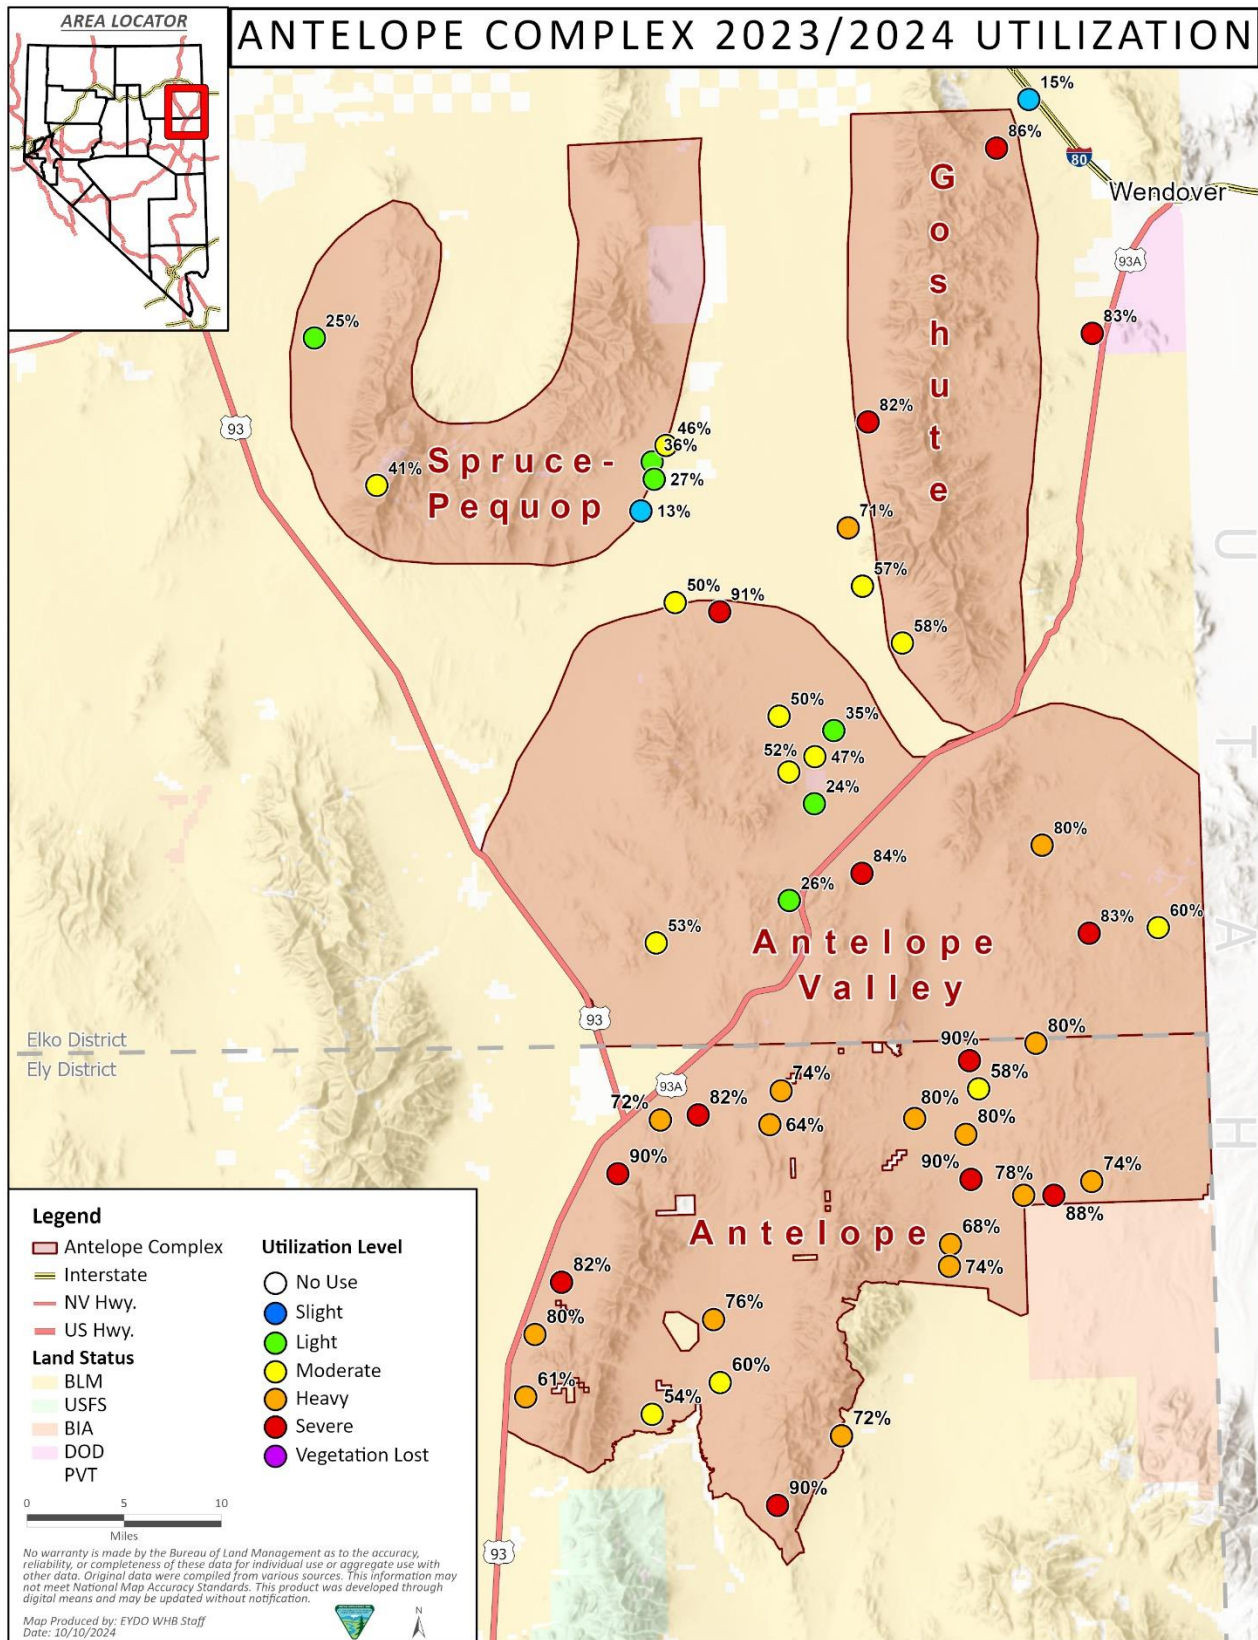 AREA LOCATOR
ANTELOPE COMPLEX 2023/2024 UTILIZATION
15%
86%
80
Wendover
93A
G
o
s
h
u
t
e
25%
83%
82%
93
46%
36%
41%
27%
13%
Spruce-
Pequop
71%
57%
58%
50%
91%
50%
35%
52%
47%
24%
80%
84%
26%
83%
60%
53%
Antelope
Valley
U
T
A
H
93
Elko District
Ely District
80%
90%
58%
93A
74%
72%
82%
64%
80%
80%
90%
90%
78%
74%
88%
Antelope
68%
74%
82%
80%
76%
61%
60%
54%
72%
90%
93
Legend
Antelope Complex
Interstate
NV Hwy.
US Hwy.
Land Status
BLM
USFS
BIA
DOD
PVT
Utilization Level
No Use
Slight
Light
Moderate
Heavy
Severe
Vegetation Lost
0 5 10
Miles
No warranty is made by the Bureau of Land Management as to the accuracy,
reliability, or completeness of these data for individual use or aggregate use with
other data. Original data were compiled from various sources. This information may
not meet National Map Accuracy Standards. This product was developed through
digital means and may be updated without notification.
Map Produced by: EYDO WHB Staff
Date: 10/10/2024
N